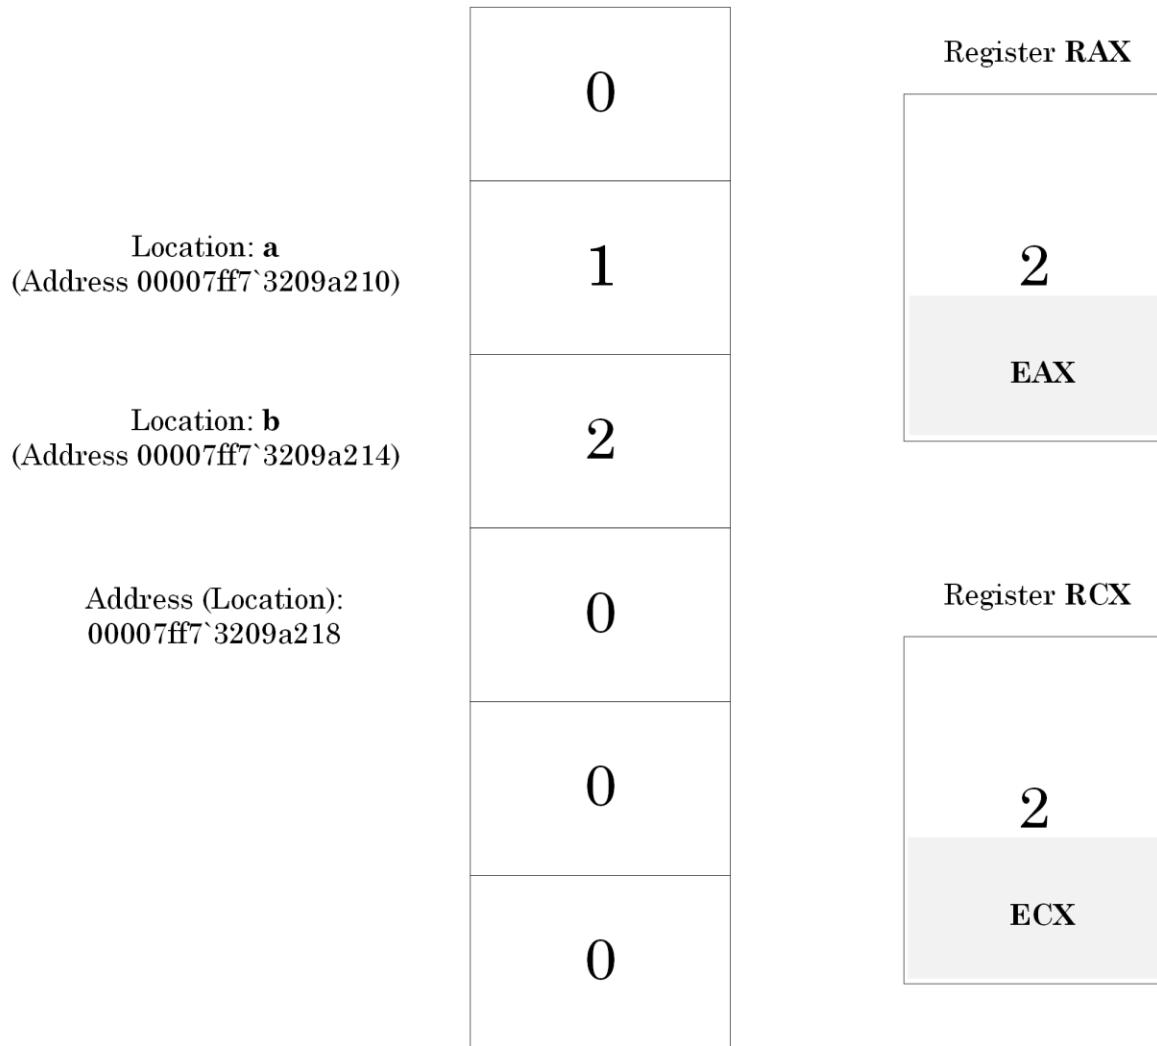 0
Register RAX
Location: a
(Address 00007ff7`3209a210)
1
2
EAX
Location: b
(Address 00007ff7`3209a214)
2
Address (Location):
00007ff7`3209a218
0
Register RCX
0
2
ECX
0